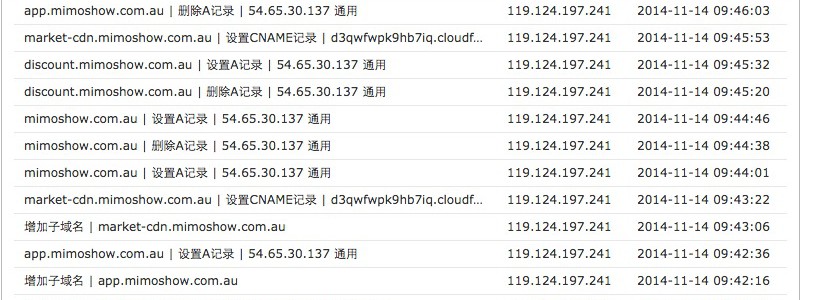 app.mimoshow.com.au | 删除A记录 | 54.65.30.137 通用 119.124.197.241 2014-11-14 09:46:03
market-cdn.mimoshow.com.au | 设置CNAME记录 | d3qwfwpk9hb7iq.cloudf... 119.124.197.241 2014-11-14 09:45:53
discount.mimoshow.com.au | 设置A记录 | 54.65.30.137 通用 119.124.197.241 2014-11-14 09:45:32
discount.mimoshow.com.au | 删除A记录 | 54.65.30.137 通用 119.124.197.241 2014-11-14 09:45:20
mimoshow.com.au | 设置A记录 | 54.65.30.137 通用 119.124.197.241 2014-11-14 09:44:46
mimoshow.com.au | 删除A记录 | 54.65.30.137 通用 119.124.197.241 2014-11-14 09:44:38
mimoshow.com.au | 设置A记录 | 54.65.30.137 通用 119.124.197.241 2014-11-14 09:44:01
market-cdn.mimoshow.com.au | 设置CNAME记录 | d3qwfwpk9hb7iq.cloudf... 119.124.197.241 2014-11-14 09:43:22
增加子域名 | market-cdn.mimoshow.com.au 119.124.197.241 2014-11-14 09:43:06
app.mimoshow.com.au | 设置A记录 | 54.65.30.137 通用 119.124.197.241 2014-11-14 09:42:36
增加子域名 | app.mimoshow.com.au 119.124.197.241 2014-11-14 09:42:16